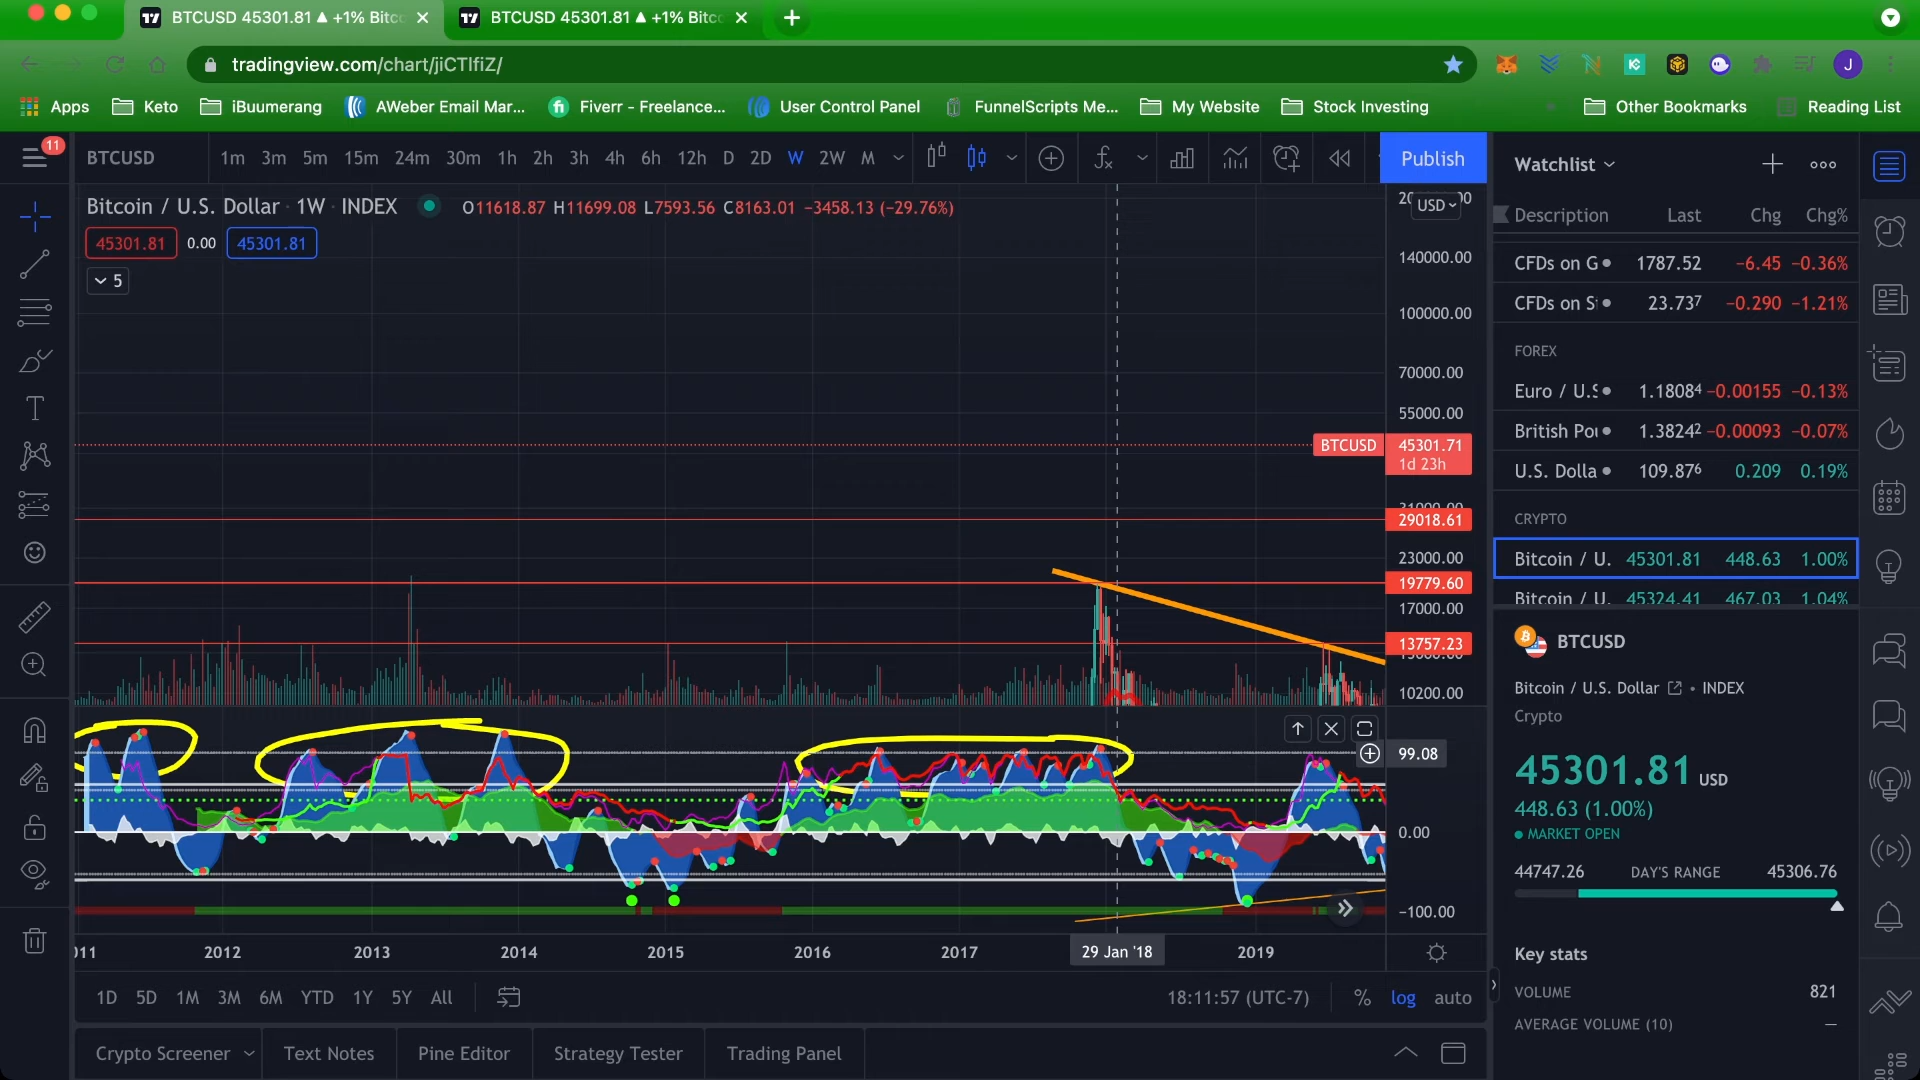 BTCUSD 45301.81 ▲ +1% Bitc
BTCUSD 45301.81 ▲ +1% Bitc
tradingview.com/chart/jiCTlfiZ/
J
Apps
Keto
iBuumerang
AWeber Email Mar...
Fiverr - Freelance...
User Control Panel
FunnelScripts Me...
My Website
Stock Investing
Other Bookmarks
Reading List
11
BTCUSD
1m 3m 5m 15m 24m 30m 1h 2h 3h 4h 6h 12h D 2D W 2W M
Publish
Bitcoin / U.S. Dollar · 1W · INDEX
O11618.87 H11699.08 L7593.56 C8163.01 −3458.13 (−29.76%)
45301.81 0.00 45301.81
5
USD
140000.00
100000.00
70000.00
55000.00
BTCUSD 45301.71
1d 23h
29018.61
23000.00
19779.60
17000.00
13757.23
10200.00
99.08
0.00
−100.00
2012 2013 2014 2015 2016 2017 29 Jan '18 2019
1D 5D 1M 3M 6M YTD 1Y 5Y All
18:11:57 (UTC-7) % log auto
Crypto Screener
Text Notes
Pine Editor
Strategy Tester
Trading Panel
Watchlist
Description Last Chg Chg%
CFDs on G 1787.52 −6.45 −0.36%
CFDs on S 23.737 −0.290 −1.21%
FOREX
Euro / U.S 1.18084 −0.00155 −0.13%
British Pou 1.38242 −0.00093 −0.07%
U.S. Dolla 109.876 0.209 0.19%
CRYPTO
Bitcoin / U. 45301.81 448.63 1.00%
Bitcoin / U. 45324.41 467.03 1.04%
BTCUSD
Bitcoin / U.S. Dollar • INDEX
Crypto
45301.81 USD
448.63 (1.00%)
MARKET OPEN
44747.26 DAY'S RANGE 45306.76
Key stats
VOLUME 821
AVERAGE VOLUME (10) —